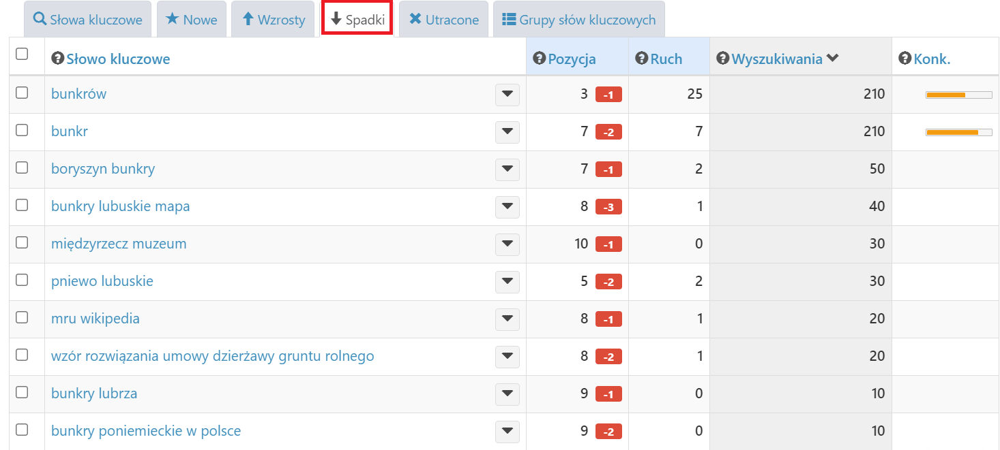 Słowa kluczowe Nowe Wzrosty Spadki Utracone Grupy słów kluczowych
Słowo kluczowe Pozycja Ruch Wyszukiwania Konk.
bunkrów 3 -1 25 210
bunkr 7 -2 7 210
boryszyn bunkry 7 -1 2 50
bunkry lubuskie mapa 8 -3 1 40
międzyrzecz muzeum 10 -1 0 30
pniewo lubuskie 5 -2 2 30
mru wikipedia 8 -1 1 20
wzór rozwiązania umowy dzierżawy gruntu rolnego 8 -2 1 20
bunkry lubrza 9 -1 0 10
bunkry poniemieckie w polsce 9 -2 0 10